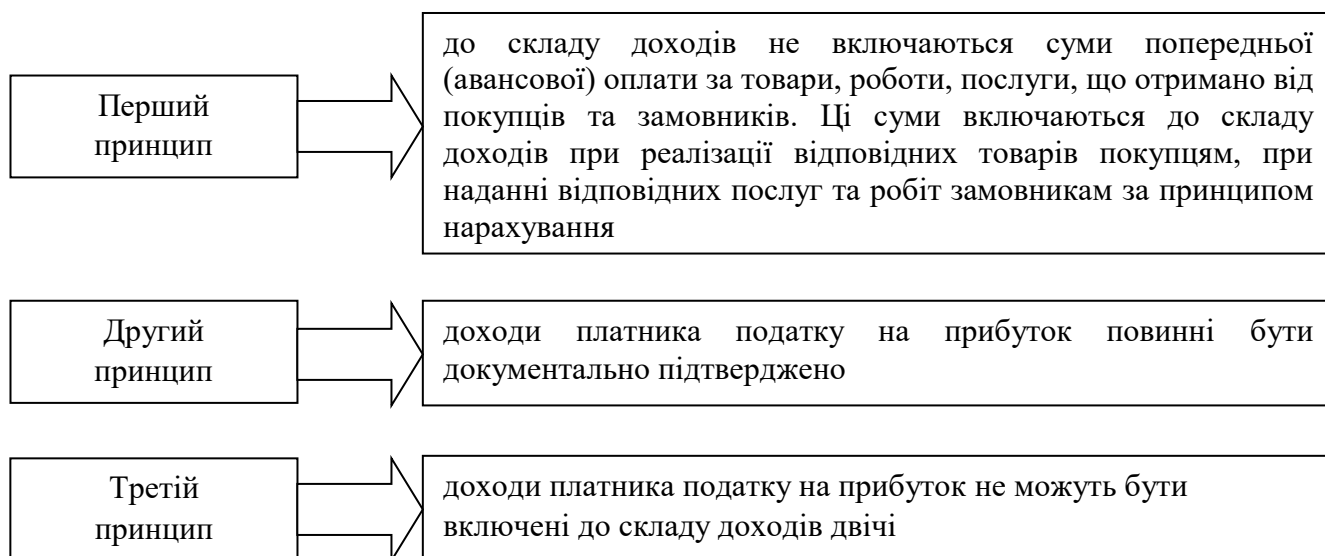 Перший
принцип
до складу доходів не включаються суми попередньої
(авансової) оплати за товари, роботи, послуги, що отримано від
покупців та замовників. Ці суми включаються до складу
доходів при реалізації відповідних товарів покупцям, при
наданні відповідних послуг та робіт замовникам за принципом
нарахування
Другий
принцип
доходи платника податку на прибуток повинні бути
документально підтверджено
Третій
принцип
доходи платника податку на прибуток не можуть бути
включені до складу доходів двічі